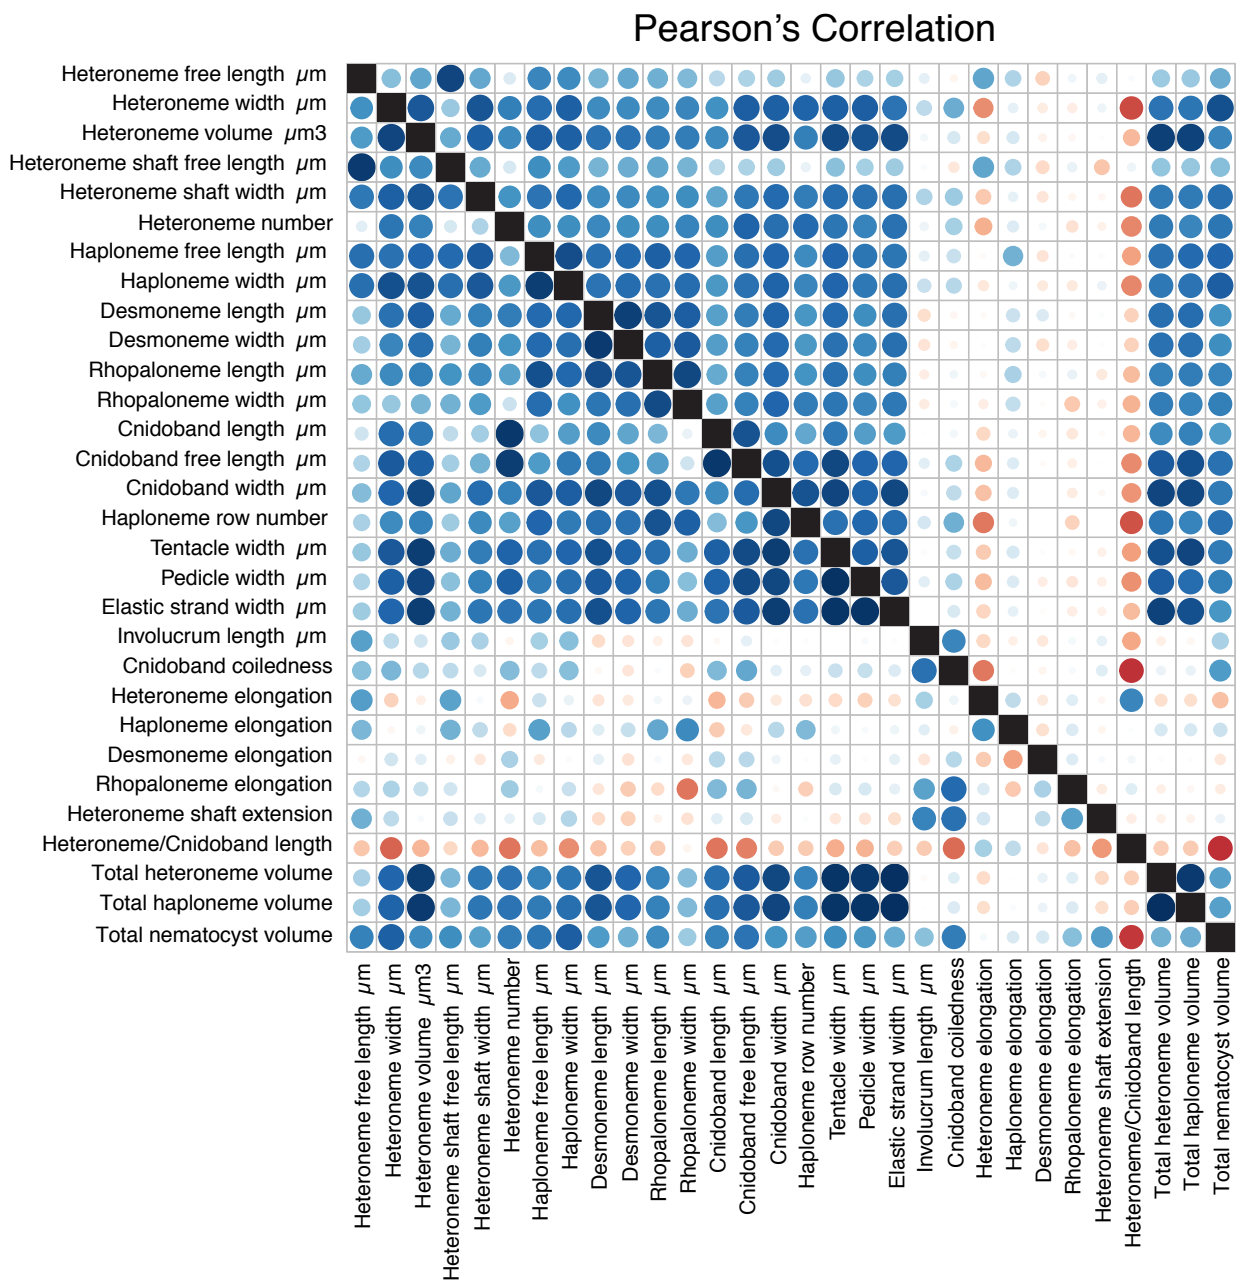 Pearson's Correlation
Heteroneme free length µm
Heteroneme width µm
Heteroneme volume µm3
Heteroneme shaft free length µm
Heteroneme shaft width µm
Heteroneme number
Haploneme free length µm
Haploneme width µm
Desmoneme length µm
Desmoneme width µm
Rhopaloneme length µm
Rhopaloneme width µm
Cnidoband length µm
Cnidoband free length µm
Cnidoband width µm
Haploneme row number
Tentacle width µm
Pedicle width µm
Elastic strand width µm
Involucrum length µm
Cnidoband coiledness
Heteroneme elongation
Haploneme elongation
Desmoneme elongation
Rhopaloneme elongation
Heteroneme shaft extension
Heteroneme/Cnidoband length
Total heteroneme volume
Total haploneme volume
Total nematocyst volume
Heteroneme free length µm
Heteroneme width µm
Heteroneme volume µm3
Heteroneme shaft free length µm
Heteroneme shaft width µm
Heteroneme number
Haploneme free length µm
Haploneme width µm
Desmoneme length µm
Desmoneme width µm
Rhopaloneme length µm
Rhopaloneme width µm
Cnidoband length µm
Cnidoband free length µm
Cnidoband width µm
Haploneme row number
Tentacle width µm
Pedicle width µm
Elastic strand width µm
Involucrum length µm
Cnidoband coiledness
Heteroneme elongation
Haploneme elongation
Desmoneme elongation
Rhopaloneme elongation
Heteroneme shaft extension
Heteroneme/Cnidoband length
Total heteroneme volume
Total haploneme volume
Total nematocyst volume